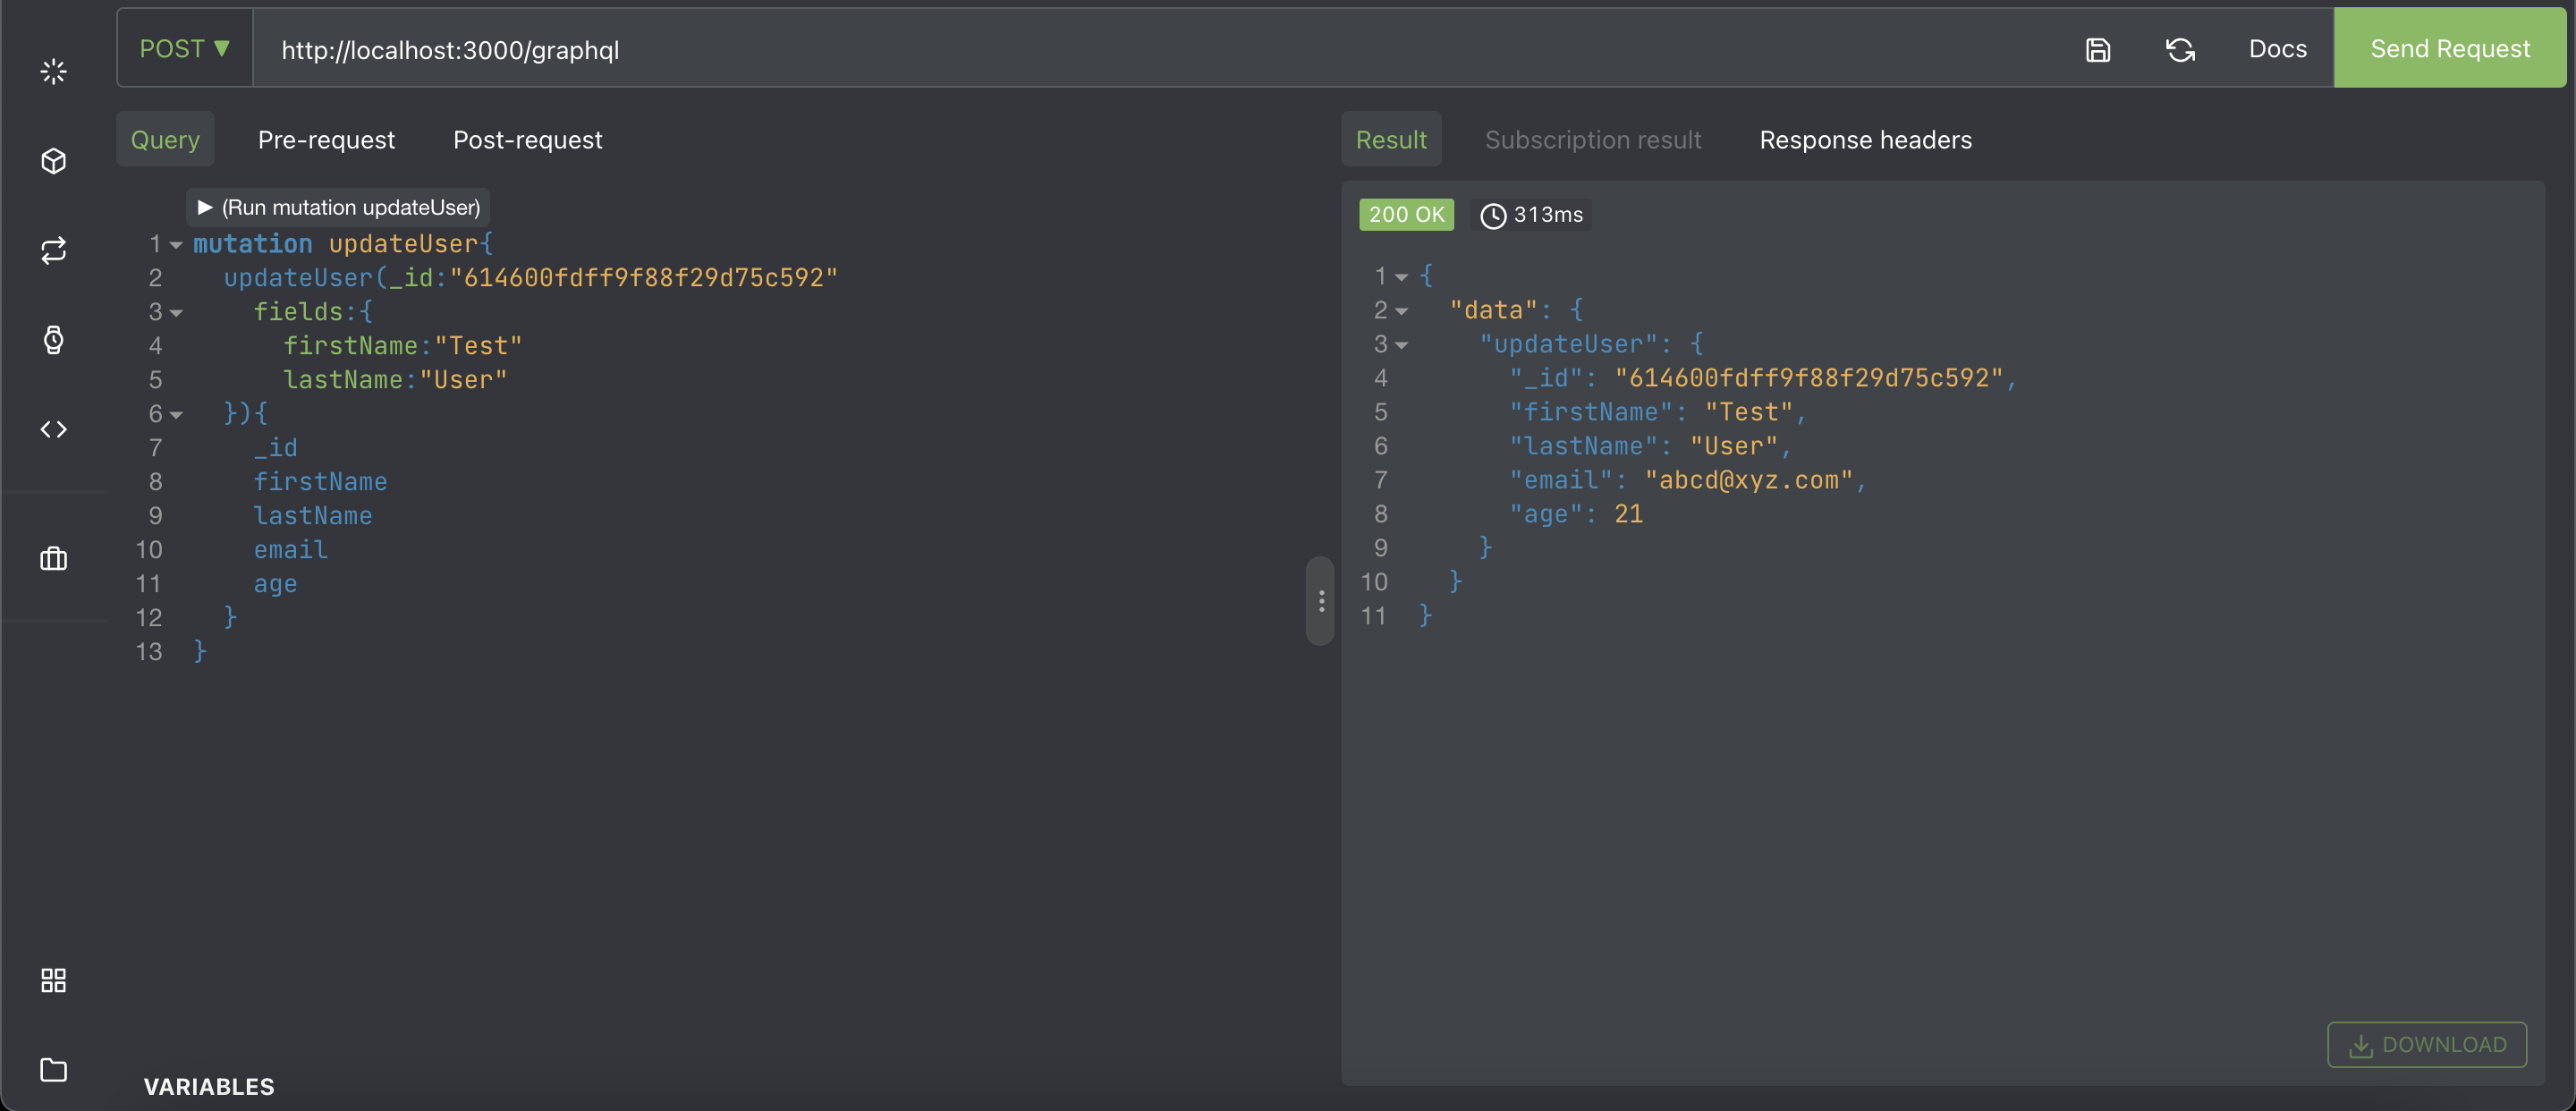 POST ▼ http://localhost:3000/graphql Docs Send Request
Query Pre-request Post-request
▶ (Run mutation updateUser)
1 mutation updateUser{
2 updateUser(_id:"614600fdff9f88f29d75c592"
3 fields:{
4 firstName:"Test"
5 lastName:"User"
6 }){
7 _id
8 firstName
9 lastName
10 email
11 age
12 }
13 }
VARIABLES
Result Subscription result Response headers
200 OK 313ms
1 {
2 "data": {
3 "updateUser": {
4 "_id": "614600fdff9f88f29d75c592",
5 "firstName": "Test",
6 "lastName": "User",
7 "email": "abcd@xyz.com",
8 "age": 21
9 }
10 }
11 }
DOWNLOAD